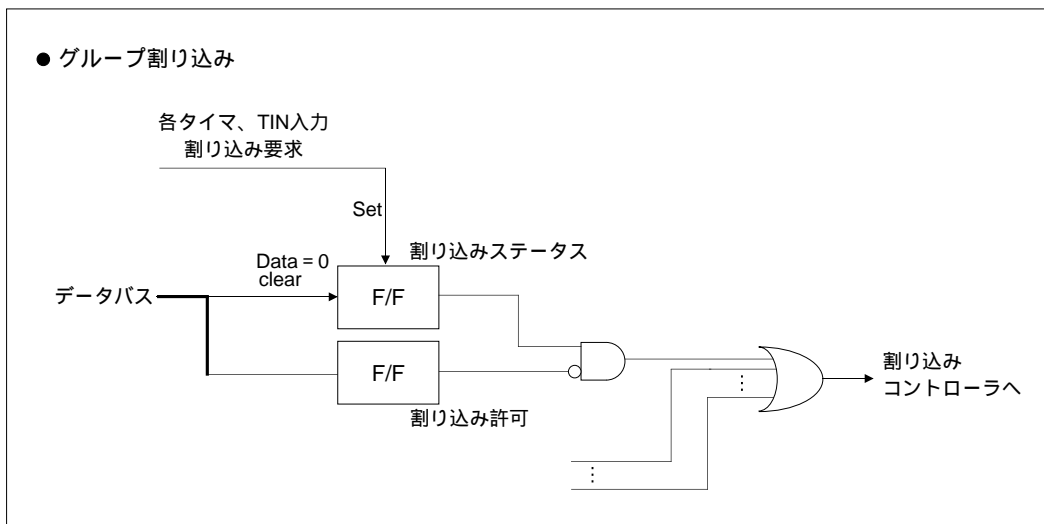 ● グループ割り込み
各タイマ、TIN入力
割り込み要求
Set
割り込みステータス
Data = 0
clear
データバス
F/F
F/F
割り込み許可
割り込み
コントローラへ